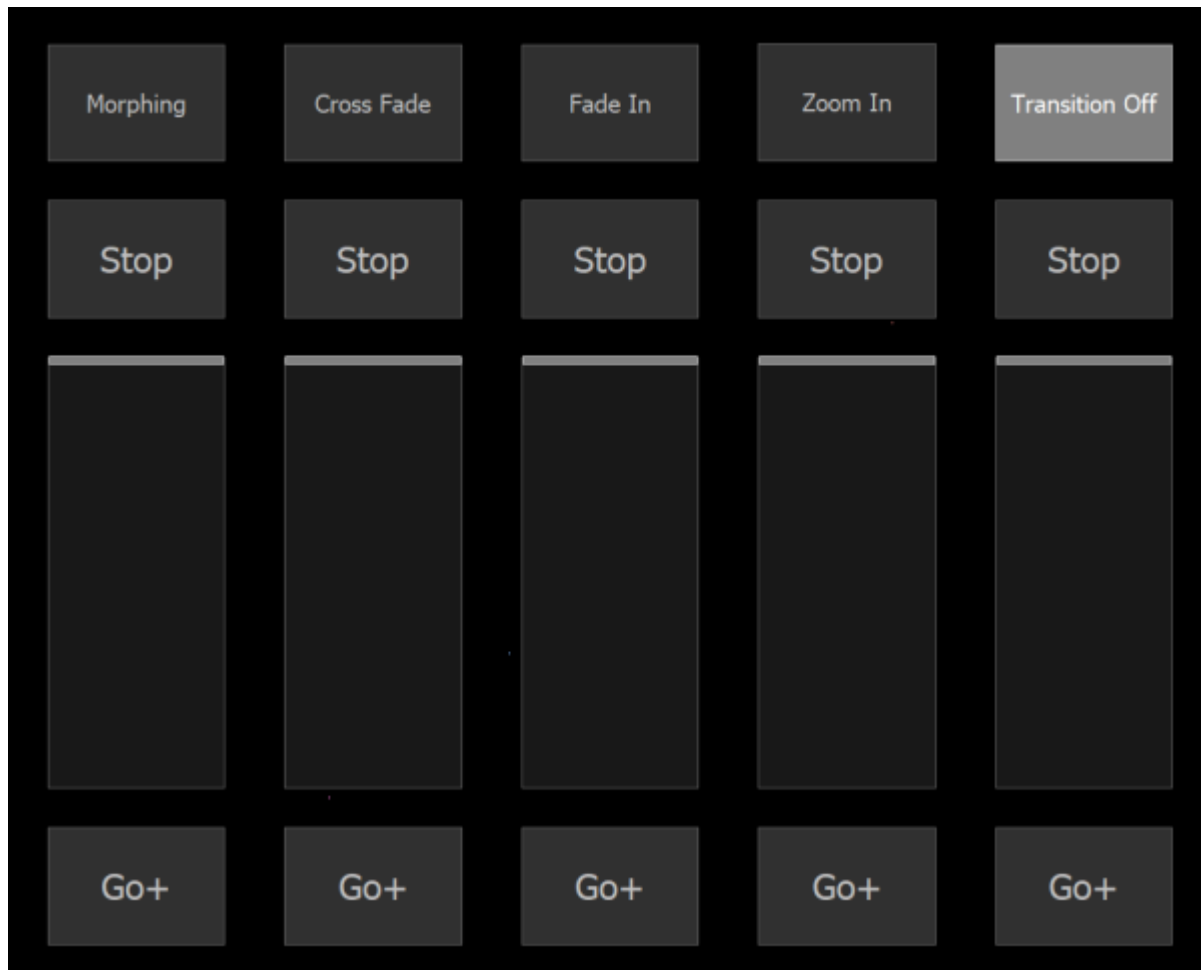 Morphing
Cross Fade
Fade In
Zoom In
Transition Off
Stop
Stop
Stop
Stop
Stop
Go+
Go+
Go+
Go+
Go+